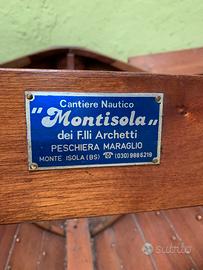 Cantiere Nautico
"Montisola"
dei F.lli Archetti
PESCHIERA MARAGLIO
MONTE ISOLA (BS) ☎ (030) 9886219
subito